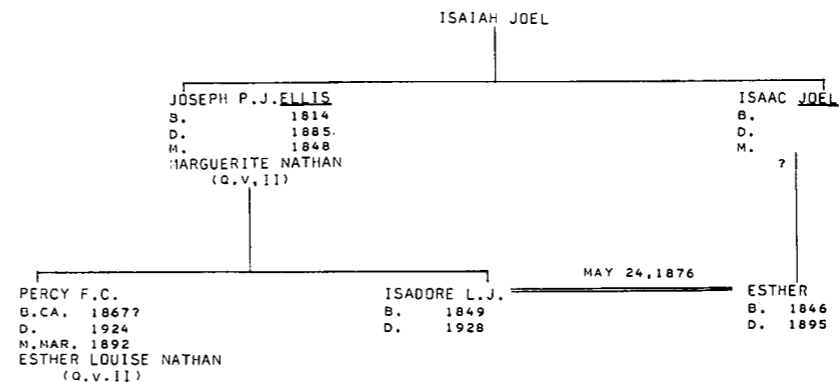 ISAIAH JOEL
JOSEPH P.J.ELLIS
B. 1814
D. 1885.
M. 1848
MARGUERITE NATHAN
(Q.V,II)
ISAAC JOEL
B.
D.
M.
?
PERCY F.C.
B.CA. 1867?
D. 1924
M.MAR. 1892
ESTHER LOUISE NATHAN
(Q.V.II)
ISADORE L.J.
B. 1849
D. 1928
MAY 24,1876
ESTHER
B. 1846
D. 1895